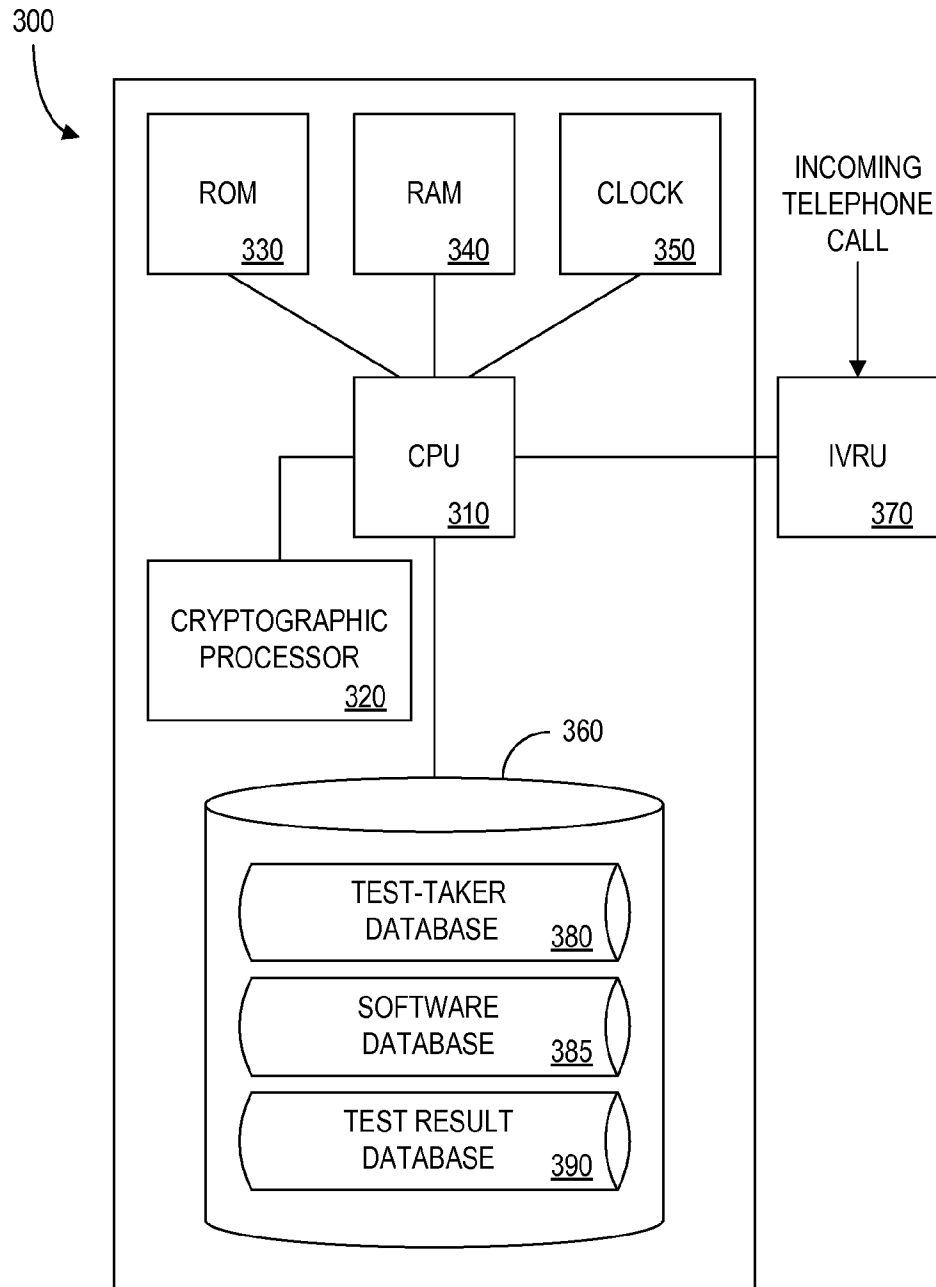 300
ROM
330
RAM
340
CLOCK
350
INCOMING
TELEPHONE
CALL
CPU
310
IVRU
370
CRYPTOGRAPHIC
PROCESSOR
320
360
TEST-TAKER
DATABASE
380
SOFTWARE
DATABASE
385
TEST RESULT
DATABASE
390